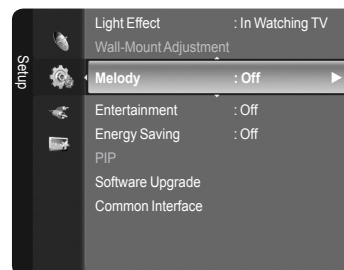 Setup
Light Effect : In Watching TV
Wall-Mount Adjustment
Melody : Off
Entertainment : Off
Energy Saving : Off
PIP
Software Upgrade
Common Interface